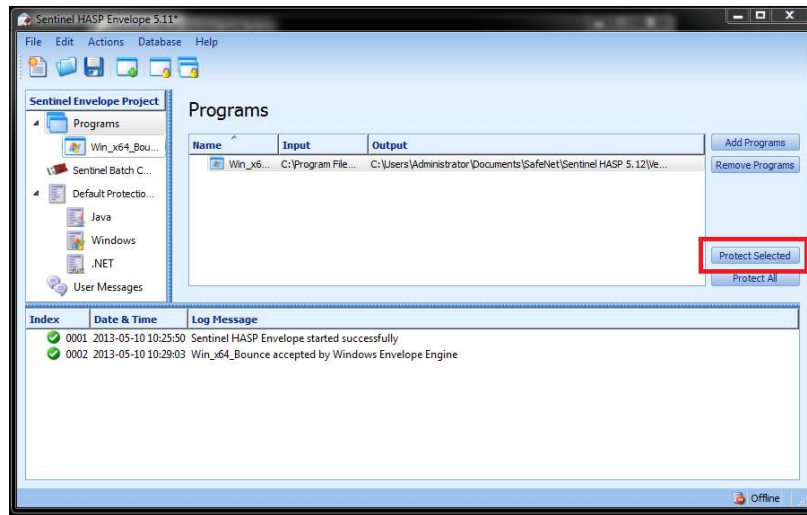 Sentinel HASP Envelope 5.11*
File Edit Actions Database Help
Sentinel Envelope Project
Programs
Win_x64_Bou...
Sentinel Batch C...
Default Protectio...
Java
Windows
.NET
User Messages
Programs
Name Input Output
Win_x6... C:\Program File... C:\Users\Administrator\Documents\SafeNet\Sentinel HASP 5.12\Ve...
Add Programs
Remove Programs
Protect Selected
Protect All
Index Date & Time Log Message
0001 2013-05-10 10:25:50 Sentinel HASP Envelope started successfully
0002 2013-05-10 10:29:03 Win_x64_Bounce accepted by Windows Envelope Engine
Offline